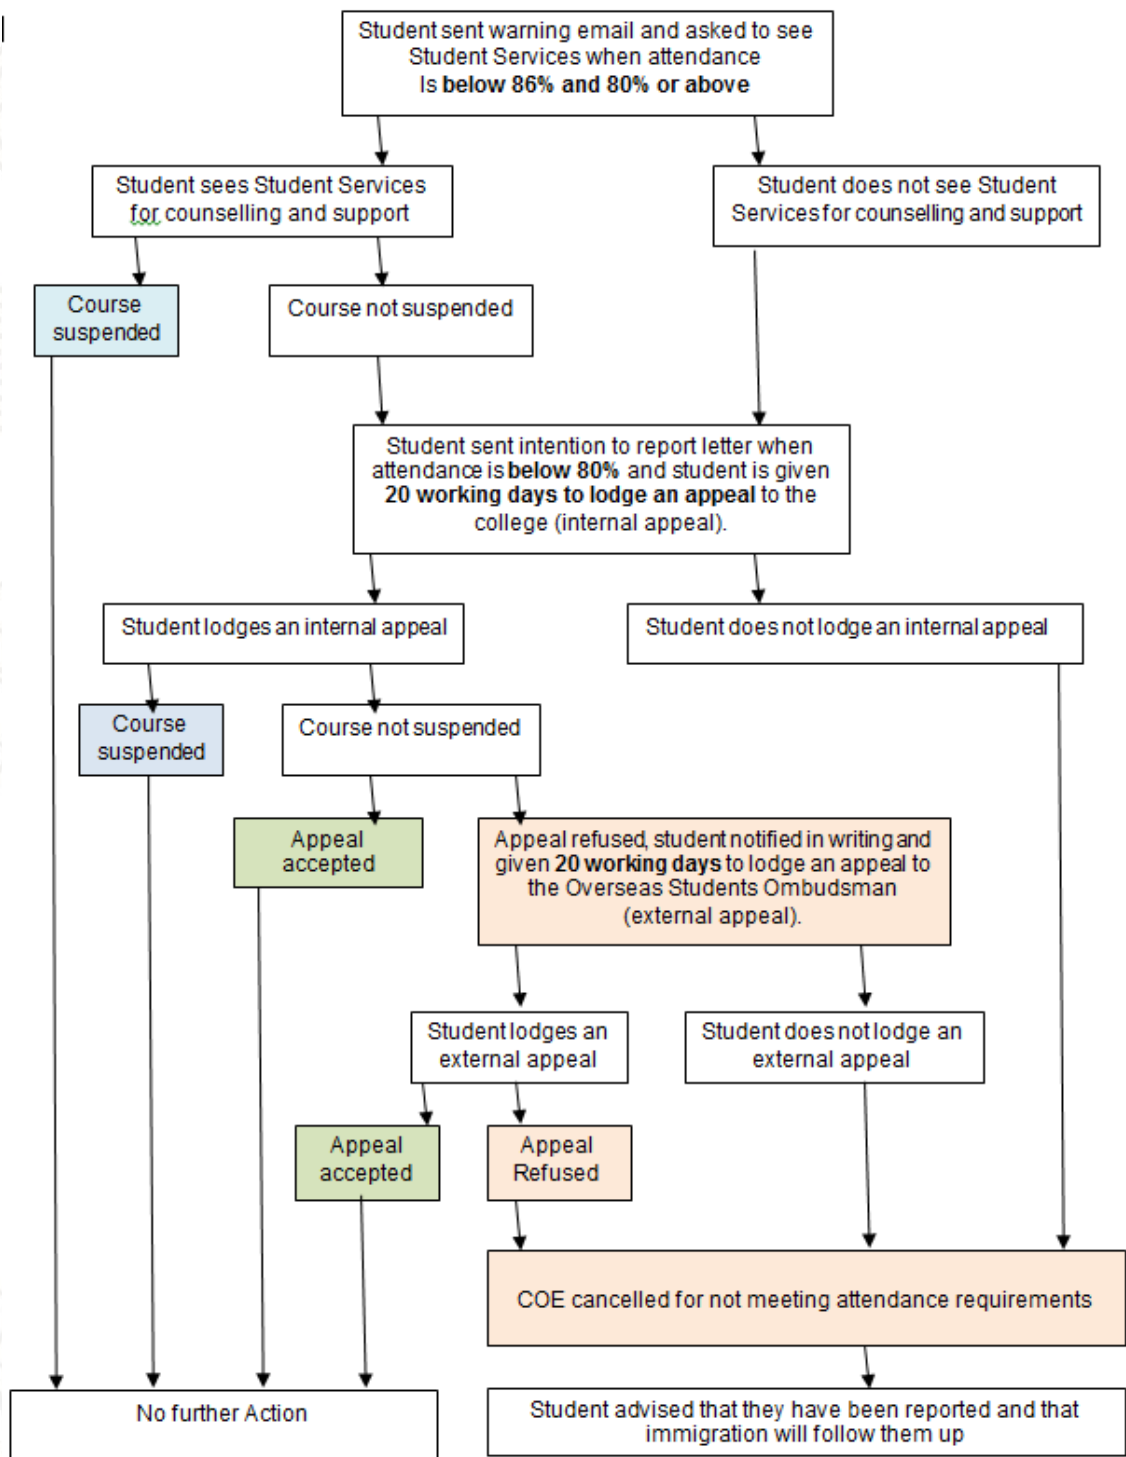 Student sent warning email and asked to see
Student Services when attendance
Is below 86% and 80% or above
Student sees Student Services
for counselling and support
Student does not see Student
Services for counselling and support
Course
suspended
Course not suspended
Student sent intention to report letter when
attendance is below 80% and student is given
20 working days to lodge an appeal to the
college (internal appeal).
Student lodges an internal appeal
Student does not lodge an internal appeal
Course
suspended
Course not suspended
Appeal
accepted
Appeal refused, student notified in writing and
given 20 working days to lodge an appeal to
the Overseas Students Ombudsman
(external appeal).
Student lodges an
external appeal
Student does not lodge an
external appeal
Appeal
accepted
Appeal
Refused
COE cancelled for not meeting attendance requirements
No further Action
Student advised that they have been reported and that
immigration will follow them up